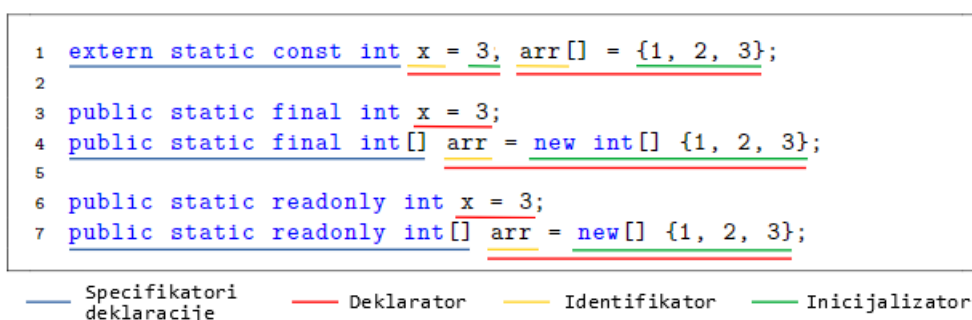 1 extern static const int x = 3, arr[] = {1, 2, 3};
2
3 public static final int x = 3;
4 public static final int[] arr = new int[] {1, 2, 3};
5
6 public static readonly int x = 3;
7 public static readonly int[] arr = new[] {1, 2, 3};
Specifikatori deklaracije Deklarator Identifikator Inicijalizator